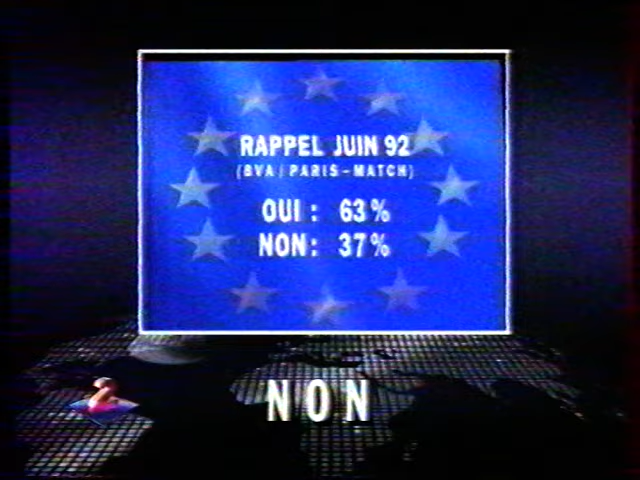 RAPPEL JUIN 92
(BVA / PARIS-MATCH)
OUI : 63%
NON : 37%
NON